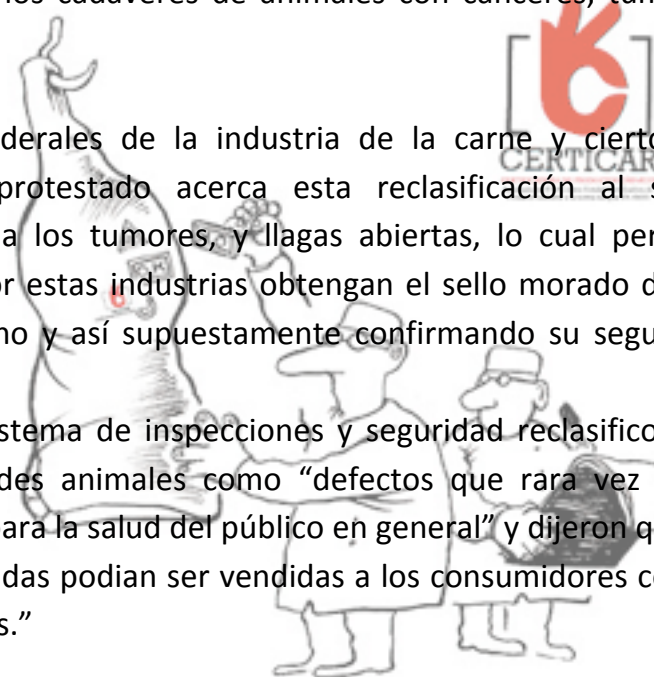 los cadáveres de animales con cánceres,
derales de la industria de la carne y cierto
CERTICAR
protestado acerca esta reclasificación al s
a los tumores, y llagas abiertas, lo cual per
or estas industrias obtengan el sello morado d
no y así supuestamente confirmando su segu
stema de inspecciones y seguridad reclasifico
des animales como “defectos que rara vez
para la salud del público en general” y dijeron q
das podian ser vendidas a los consumidores c
s.”